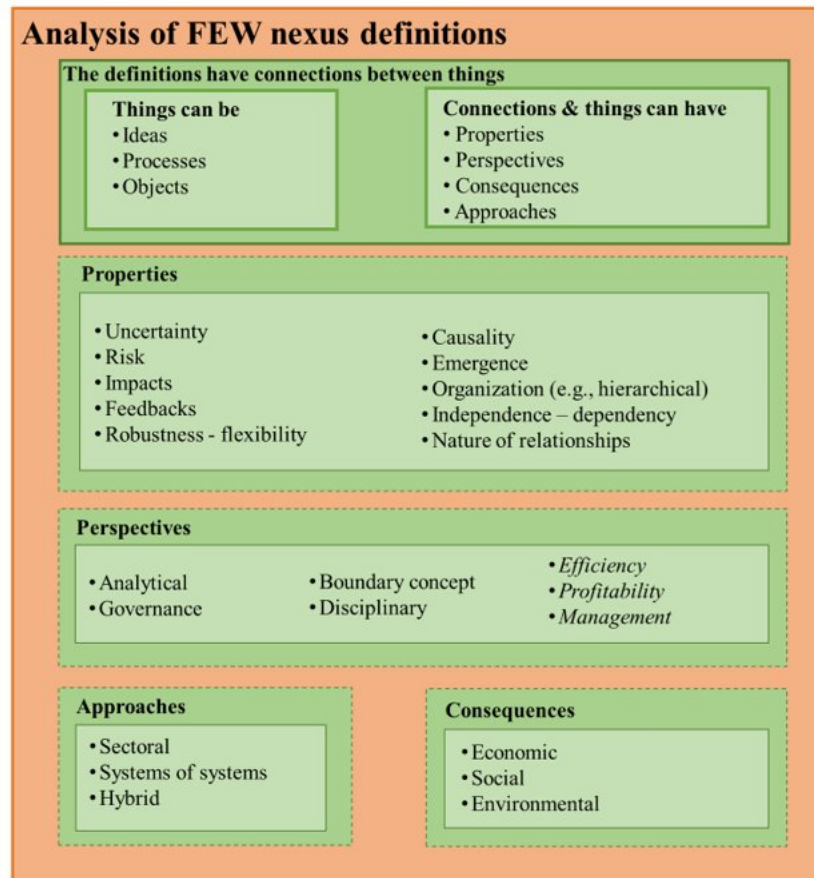 Analysis of FEW nexus definitions
The definitions have connections between things
Things can be
• Ideas
• Processes
• Objects
Connections & things can have
• Properties
• Perspectives
• Consequences
• Approaches
Properties
• Uncertainty
• Risk
• Impacts
• Feedbacks
• Robustness - flexibility
• Causality
• Emergence
• Organization (e.g., hierarchical)
• Independence – dependency
• Nature of relationships
Perspectives
• Analytical
• Governance
• Boundary concept
• Disciplinary
• Efficiency
• Profitability
• Management
Approaches
• Sectoral
• Systems of systems
• Hybrid
Consequences
• Economic
• Social
• Environmental